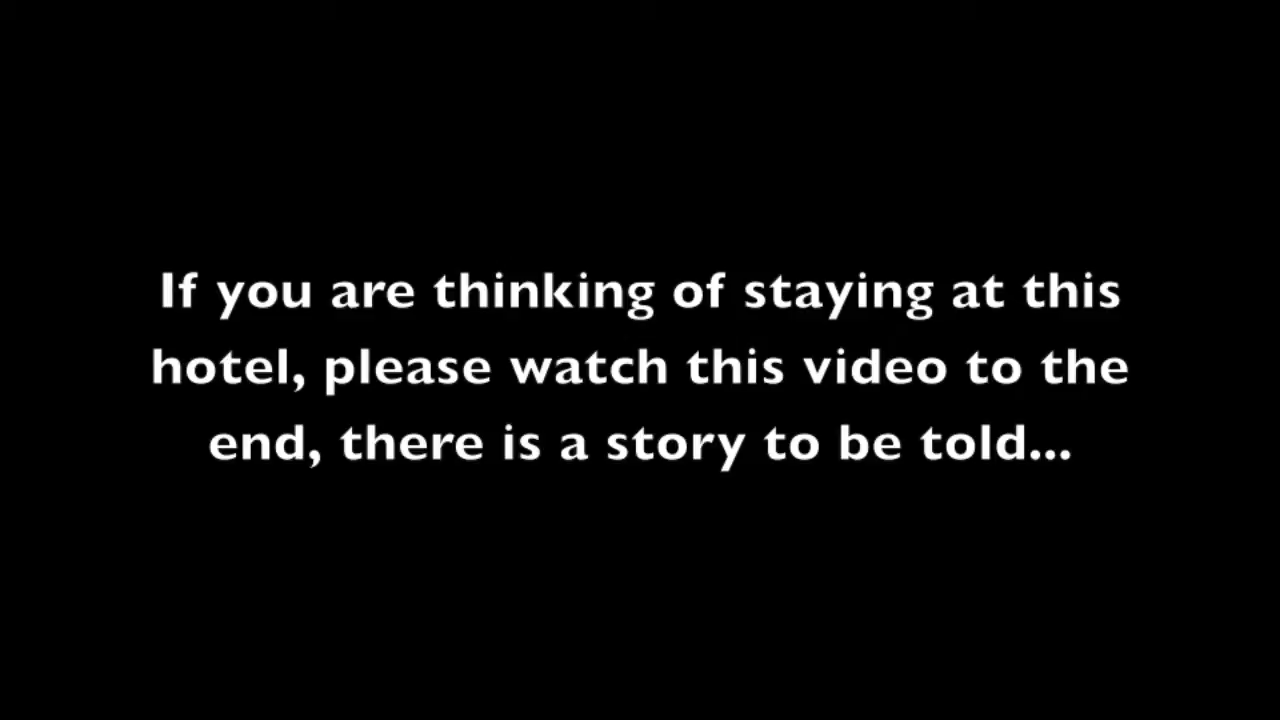 If you are thinking of staying at this
hotel, please watch this video to the
end, there is a story to be told...